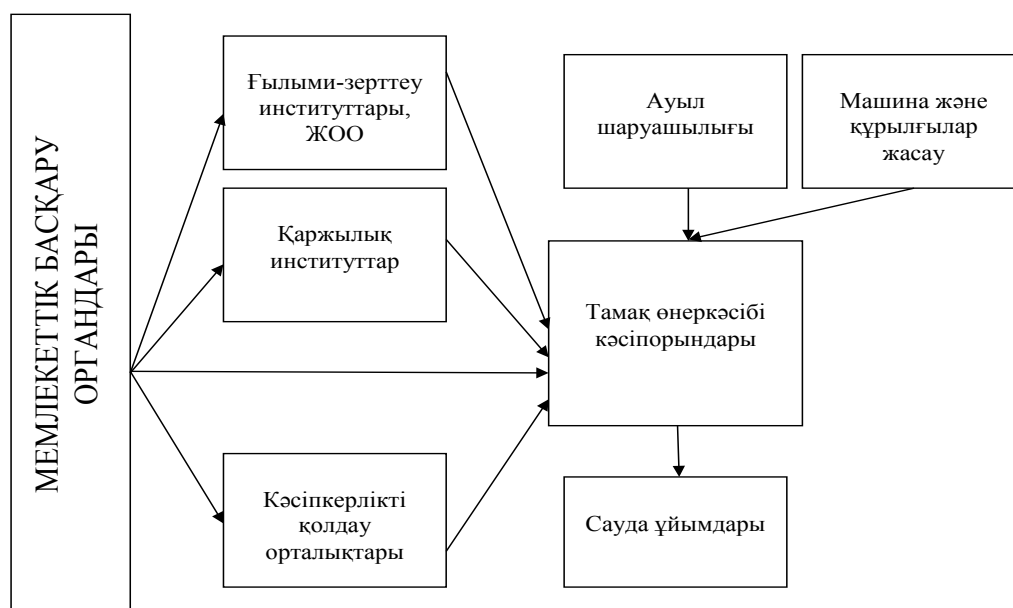 МЕМЛЕКЕТТІК БАСҚАРУ
ОРГАНДАРЫ
Ғылыми-зерттеу
институттары,
ЖОО
Қаржылық
институттар
Кәсіпкерлікті
қолдау
орталықтары
Ауыл
шаруашылығы
Машина және
құрылғылар
жасау
Тамақ өнеркәсібі
кәсіпорындары
Сауда ұйымдары